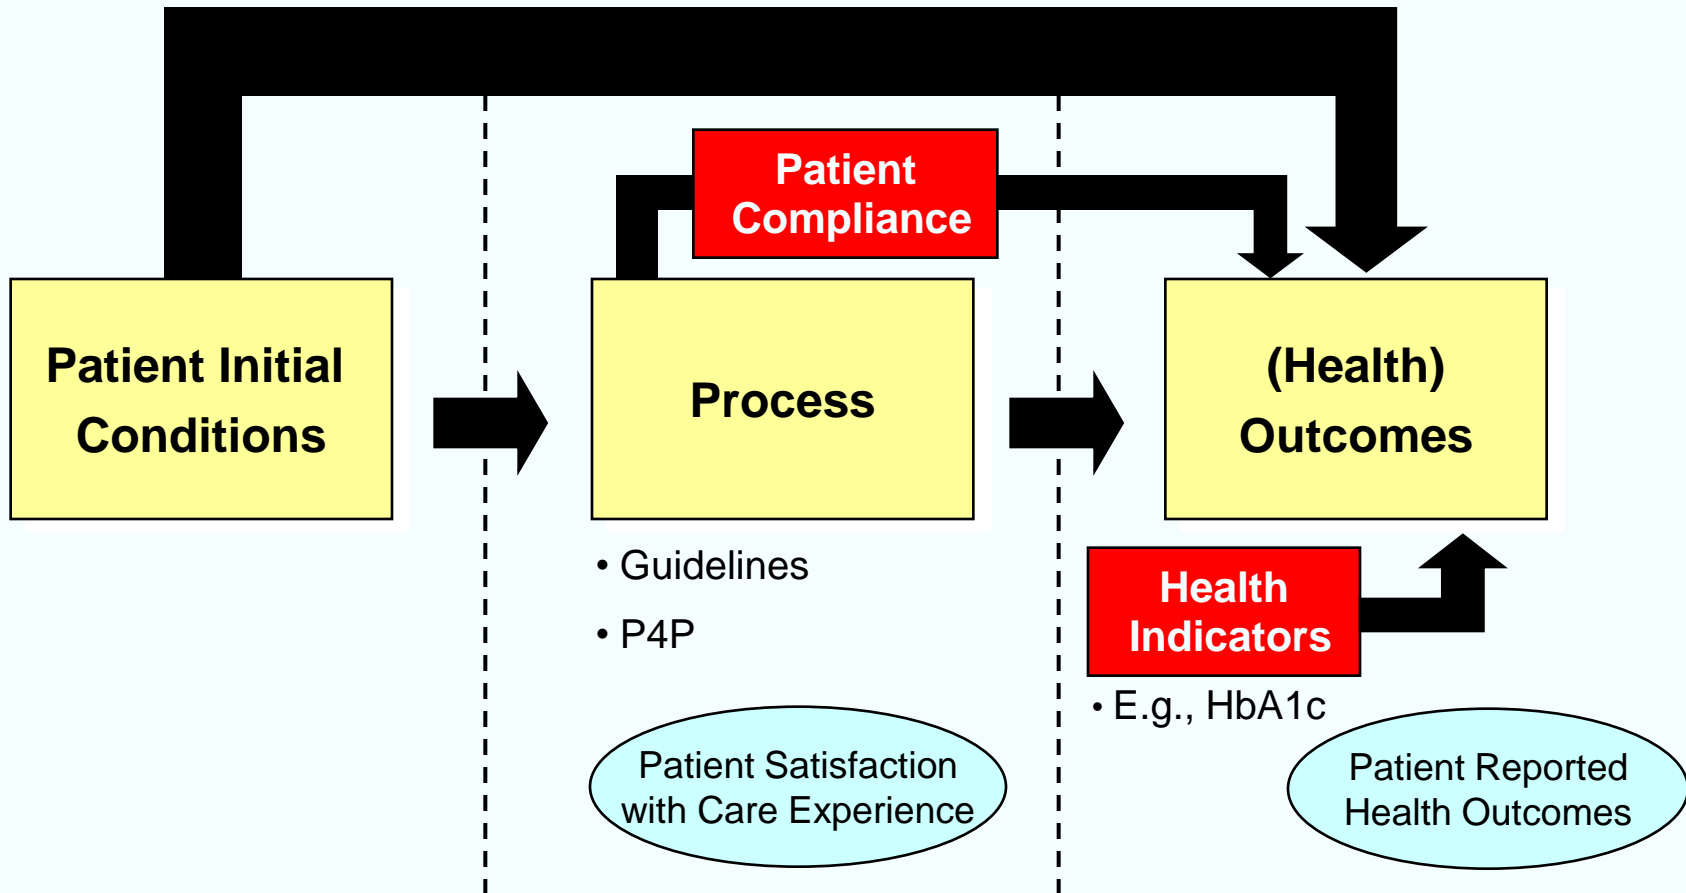 Patient
Compliance
Patient Initial
Conditions
Process
(Health)
Outcomes
• Guidelines
• P4P
Health
Indicators
• E.g., HbA1c
Patient Satisfaction
with Care Experience
Patient Reported
Health Outcomes